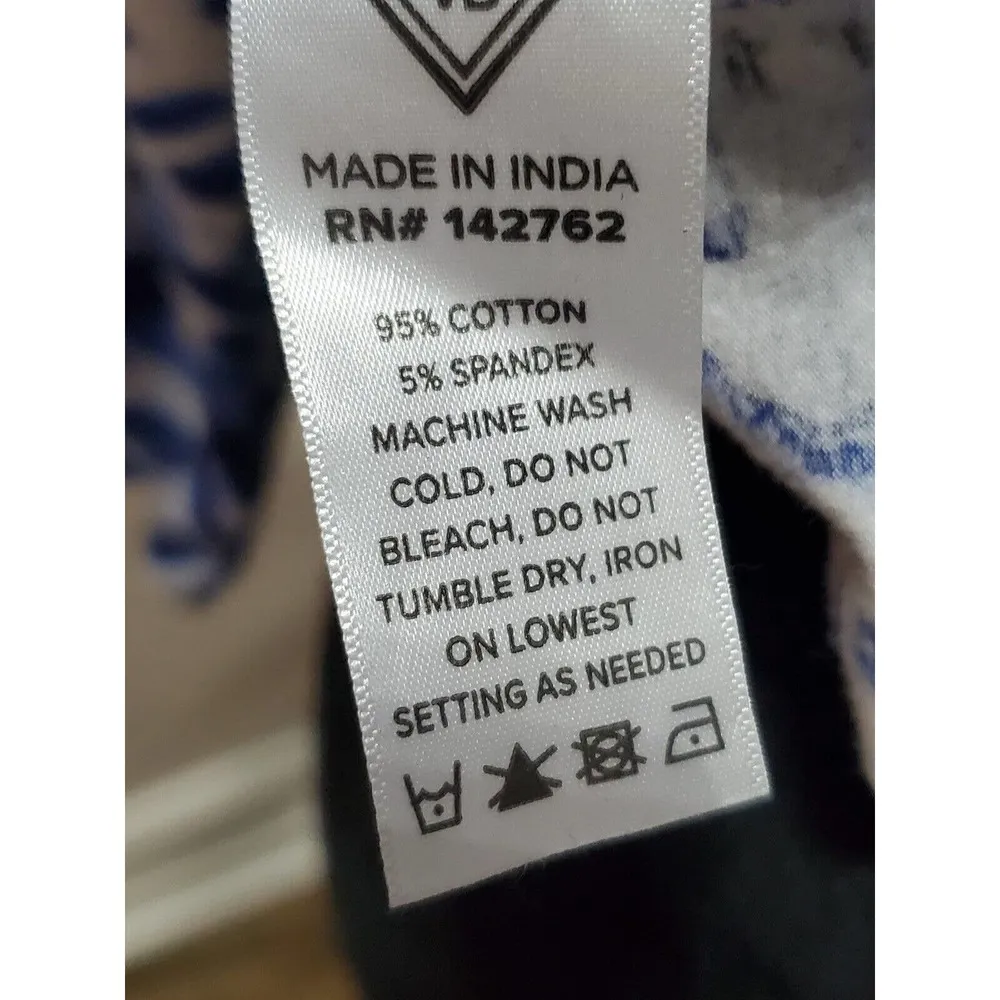 MADE IN INDIA
RN# 142762
95% COTTON
5% SPANDEX
MACHINE WASH
COLD, DO NOT
BLEACH, DO NOT
TUMBLE DRY, IRON
ON LOWEST
SETTING AS NEEDED